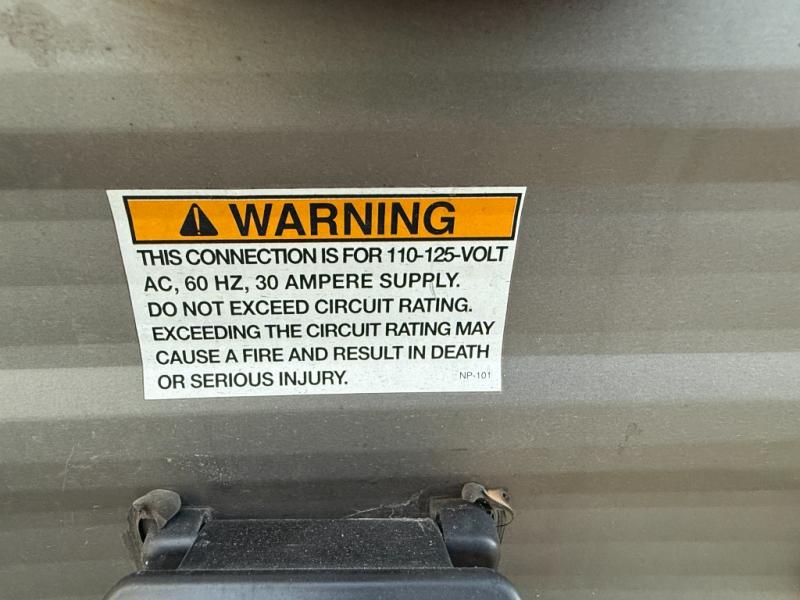 WARNING
THIS CONNECTION IS FOR 110-125-VOLT
AC, 60 HZ, 30 AMPERE SUPPLY.
DO NOT EXCEED CIRCUIT RATING.
EXCEEDING THE CIRCUIT RATING MAY
CAUSE A FIRE AND RESULT IN DEATH
OR SERIOUS INJURY.
NP-101